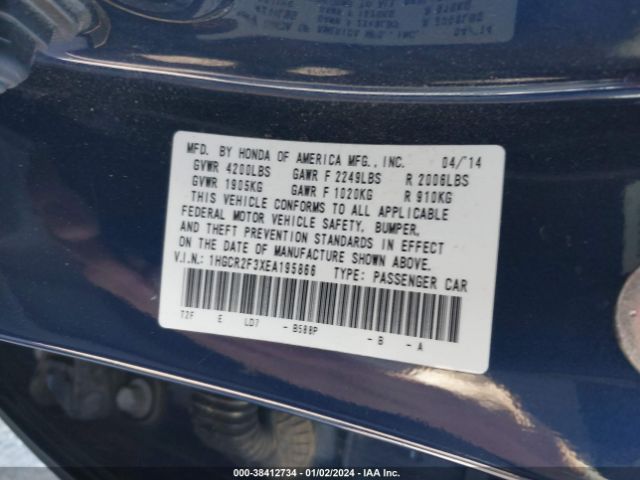 MFD. BY HONDA OF AMERICA MFG., INC. 04/'14
GVWR 4200LBS GAWR F 2249LBS R 2006LBS
GVWR 1905KG GAWR F 1020KG R 910KG
THIS VEHICLE CONFORMS TO ALL APPLICABLE
FEDERAL MOTOR VEHICLE SAFETY, BUMPER,
AND THEFT PREVENTION STANDARDS IN EFFECT
ON THE DATE OF MANUFACTURE SHOWN ABOVE.
V.I.N.: 1HGCR2F3XEA195866 TYPE: PASSENGER CAR
T2F E LD7 -B588P -B -A
000-38412734 - 01/02/2024 - IAA Inc.